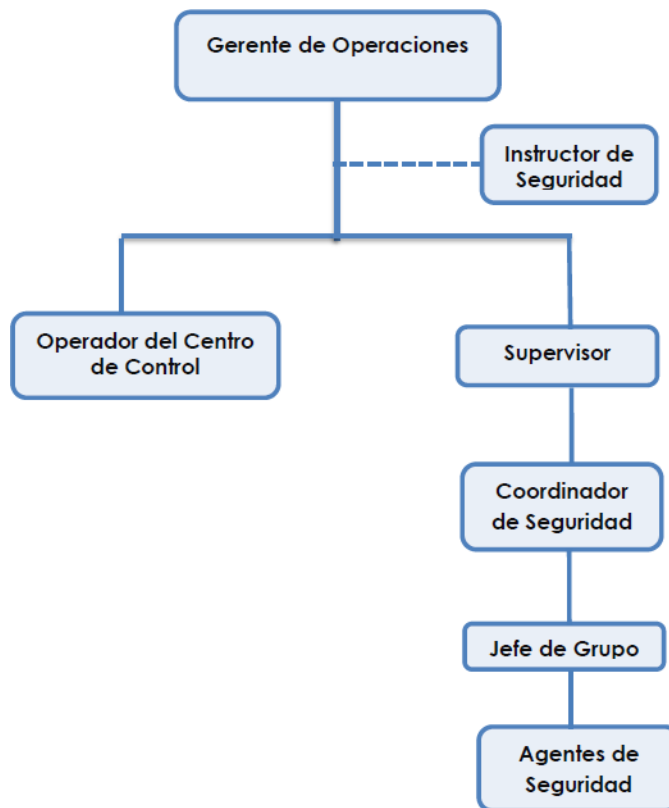 Gerente de Operaciones
Instructor de
Seguridad
Operador del Centro
de Control
Supervisor
Coordinador
de Seguridad
Jefe de Grupo
Agentes de
Seguridad